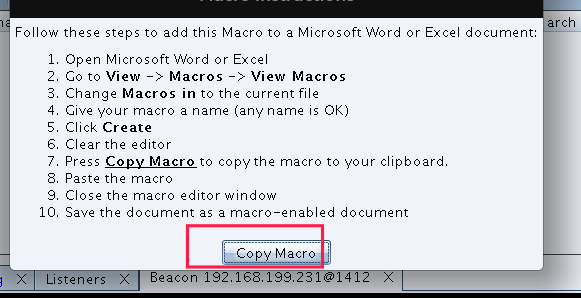 Macro Instructions
arch
Follow these steps to add this Macro to a Microsoft Word or Excel document:
1. Open Microsoft Word or Excel
2. Go to View -> Macros -> View Macros
3. Change Macros in to the current file
4. Give your macro a name (any name is OK)
5. Click Create
6. Clear the editor
7. Press Copy Macro to copy the macro to your clipboard.
8. Paste the macro
9. Close the macro editor window
10. Save the document as a macro-enabled document
Copy Macro
X Listeners X Beacon 192.168.199.231@1412 X